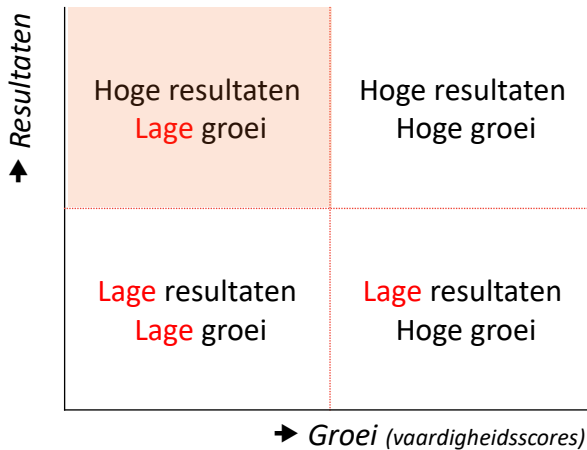 Resultaten
Hoge resultaten
Lage groei
Hoge resultaten
Hoge groei
Lage resultaten
Lage groei
Lage resultaten
Hoge groei
Groei (vaardigheidsscores)